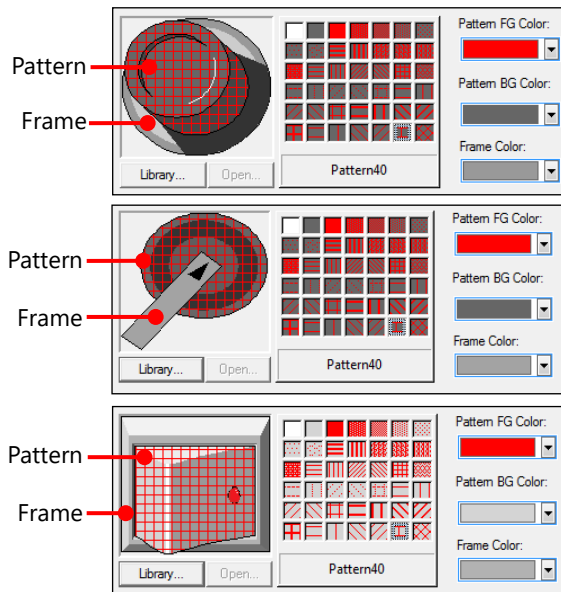 Pattern
Frame
Library...
Open...
Pattern40
Pattern FG Color:
Pattern BG Color:
Frame Color:
Pattern
Frame
Library...
Open...
Pattern40
Pattern FG Color:
Pattern BG Color:
Frame Color:
Pattern
Frame
Library...
Open...
Pattern40
Pattern FG Color:
Pattern BG Color:
Frame Color: